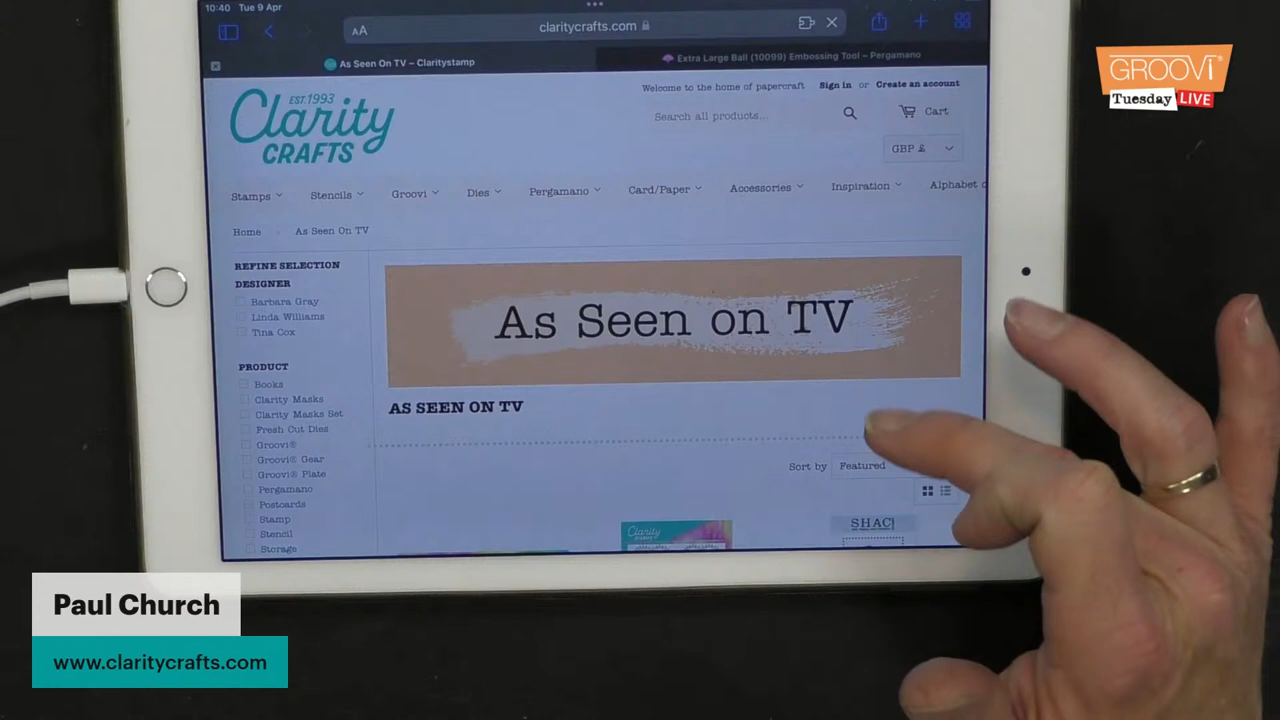 10:40 Tue 9 Apr
AA
claritycrafts.com
As Seen On TV – Claritystamp
Extra Large Ball (10099) Embossing Tool – Pergamano
GROOVI
Tuesday LIVE
Welcome to the home of papercraft Sign in or Create an account
EST.1993
Clarity
CRAFTS
Search all products...
Cart
GBP £
Stamps Stencils Groovi Dies Pergamano Card/Paper Accessories Inspiration Alphabet
Home As Seen On TV
REFINE SELECTION
DESIGNER
Barbara Gray
Linda Williams
Tina Cox
PRODUCT
Books
Clarity Masks
Clarity Masks Set
Fresh Cut Dies
Groovi®
Groovi® Gear
Groovi® Plate
Pergamano
Postcards
Stamp
Stencil
Storage
As Seen on TV
AS SEEN ON TV
Sort by Featured
Clarity
SHAC
Paul Church
www.claritycrafts.com